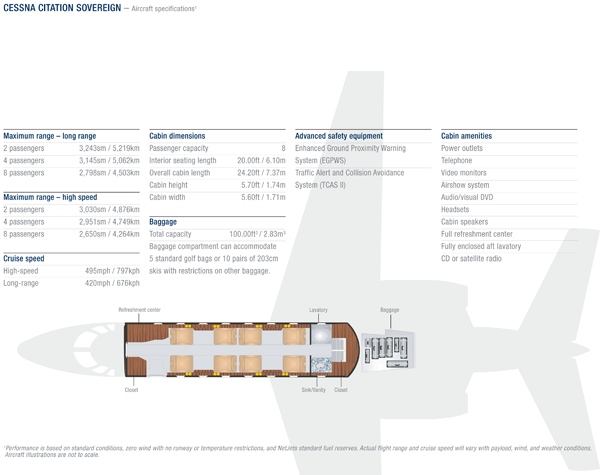 CESSNA CITATION SOVEREIGN — Aircraft specifications¹
Maximum range – long range
2 passengers 3,243sm / 5,219km
4 passengers 3,145sm / 5,062km
8 passengers 2,798sm / 4,503km
Maximum range – high speed
2 passengers 3,030sm / 4,876km
4 passengers 2,951sm / 4,749km
8 passengers 2,650sm / 4,264km
Cruise speed
High-speed 495mph / 797kph
Long-range 420mph / 676kph
Cabin dimensions
Passenger capacity 8
Interior seating length 20.00ft / 6.10m
Overall cabin length 24.20ft / 7.37m
Cabin height 5.70ft / 1.74m
Cabin width 5.60ft / 1.71m
Baggage
Total capacity 100.00ft³ / 2.83m³
Baggage compartment can accommodate
5 standard golf bags or 10 pairs of 203cm
skis with restrictions on other baggage.
Advanced safety equipment
Enhanced Ground Proximity Warning
System (EGPWS)
Traffic Alert and Collision Avoidance
System (TCAS II)
Cabin amenities
Power outlets
Telephone
Video monitors
Airshow system
Audio/visual DVD
Headsets
Cabin speakers
Full refreshment center
Fully enclosed aft lavatory
CD or satellite radio
Refreshment center
Lavatory
Baggage
Closet
Sink/Vanity
Closet
¹Performance is based on standard conditions, zero wind with no runway or temperature restrictions, and NetJets standard fuel reserves. Actual flight range and cruise speed will vary with payload, wind, and weather conditions.
Aircraft illustrations are not to scale.